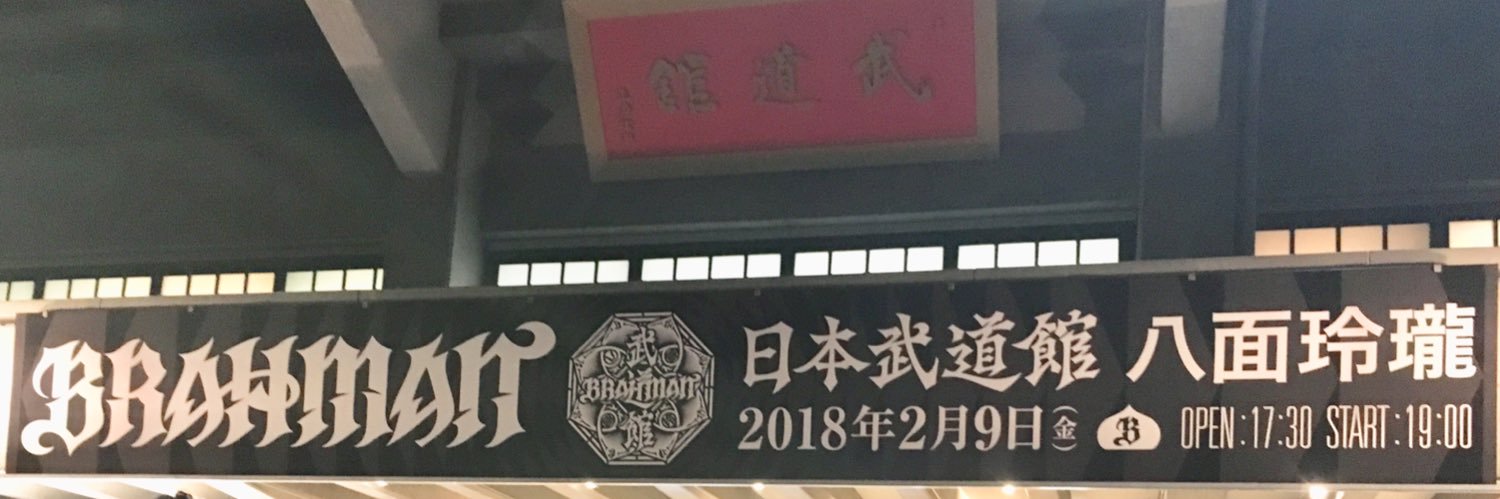 武道館
BRAHMAN
武道
BRAHMAN
館
日本武道館 八面玲瓏
2018年2月9日(金) B OPEN:17:30 START:19:00